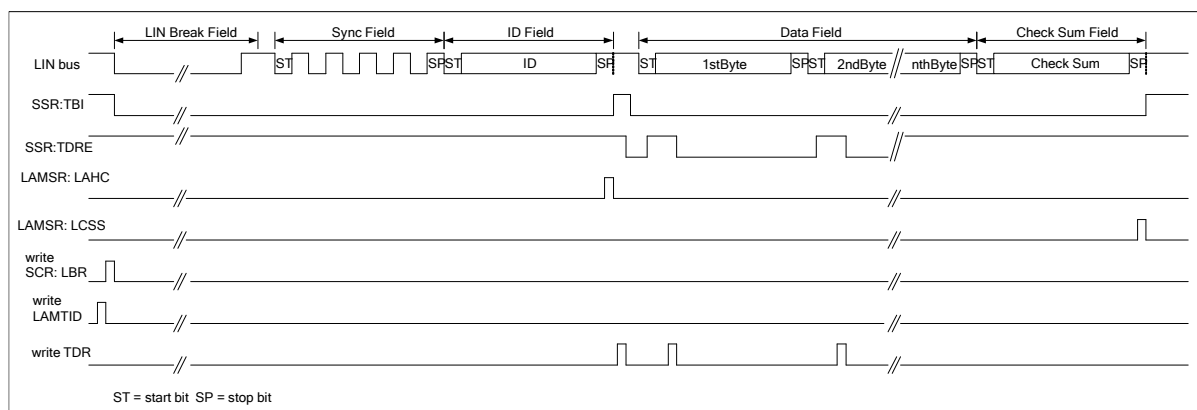 LIN Break Field Sync Field ID Field Data Field Check Sum Field
LIN bus ST SP ST ID SP ST 1stByte SP ST 2ndByte nthByte SP ST Check Sum SP
SSR:TBI
SSR:TDRE
LAMSR: LAHC
LAMSR: LCSS
write
SCR: LBR
write
LAMTID
write TDR
ST = start bit SP = stop bit